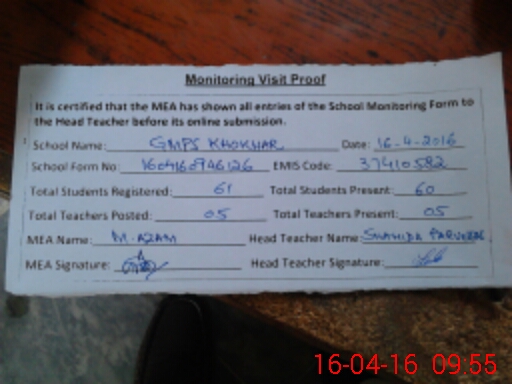 Monitoring Visit Proof
It is certified that the MEA has shown all entries of the School Monitoring Form to
the Head Teacher before its online submission.
School Name: GMPS KHOKHAR Date: 16-4-2016
School Form No: 1604160946126 EMIS Code: 37410582
Total Students Registered: 61 Total Students Present: 60
Total Teachers Posted: 05 Total Teachers Present: 05
MEA Name: M-AZAM Head Teacher Name: SHAHIDA PARVEEN
MEA Signature: Head Teacher Signature:
16-04-16 09:55